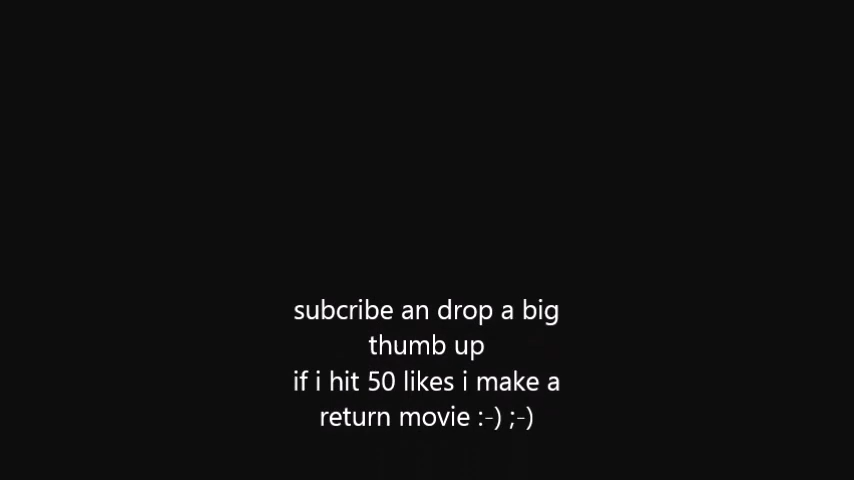 subcribe an drop a big
thumb up
if i hit 50 likes i make a
return movie :-) ;-)